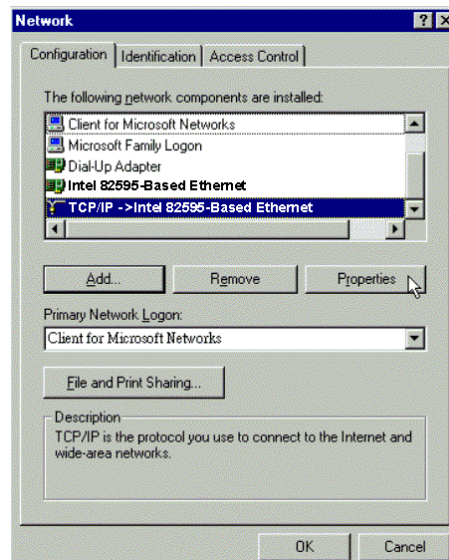 Network
Configuration Identification Access Control
The following network components are installed:
Client for Microsoft Networks
Microsoft Family Logon
Dial-Up Adapter
Intel 82595-Based Ethernet
TCP/IP ->Intel 82595-Based Ethernet
Add... Remove Properties
Primary Network Logon:
Client for Microsoft Networks
File and Print Sharing...
Description
TCP/IP is the protocol you use to connect to the Internet and
wide-area networks.
OK Cancel